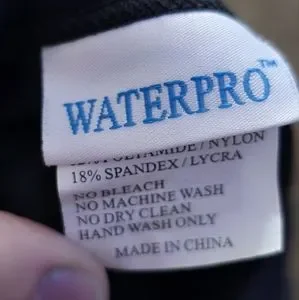 WATERPRO™
POLYAMIDE / NYLON
18% SPANDEX / LYCRA
NO BLEACH
NO MACHINE WASH
NO DRY CLEAN
HAND WASH ONLY
MADE IN CHINA